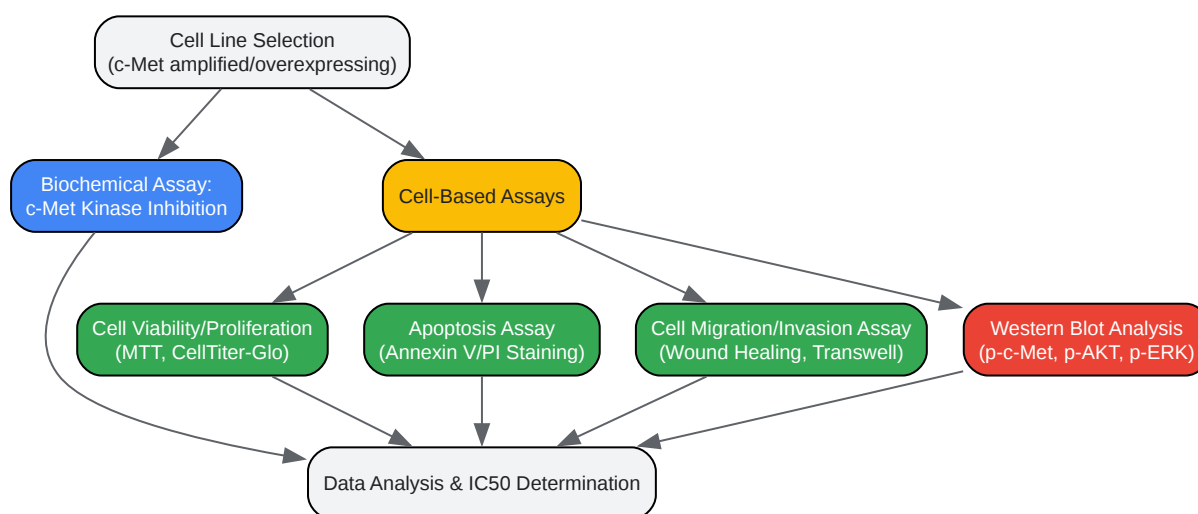 Cell Line Selection
(c-Met amplified/overexpressing)
Biochemical Assay:
c-Met Kinase Inhibition
Cell-Based Assays
Cell Viability/Proliferation
(MTT, CellTiter-Glo)
Apoptosis Assay
(Annexin V/PI Staining)
Cell Migration/Invasion Assay
(Wound Healing, Transwell)
Western Blot Analysis
(p-c-Met, p-AKT, p-ERK)
Data Analysis & IC50 Determination